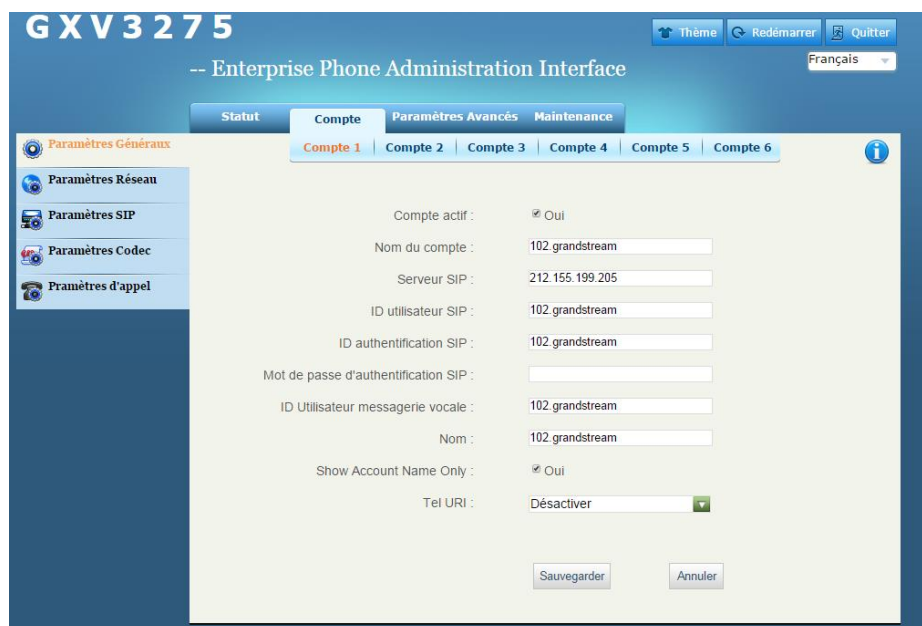 GXV3275
Thème Redémarrer Quitter
-- Enterprise Phone Administration Interface
Français
Statut Compte Paramètres Avancés Maintenance
Compte 1 Compte 2 Compte 3 Compte 4 Compte 5 Compte 6
Paramètres Généraux
Paramètres Réseau
Paramètres SIP
Paramètres Codec
Pramètres d'appel
Compte actif : Oui
Nom du compte : 102.grandstream
Serveur SIP : 212.155.199.205
ID utilisateur SIP : 102.grandstream
ID authentification SIP : 102.grandstream
Mot de passe d'authentification SIP :
ID Utilisateur messagerie vocale : 102.grandstream
Nom : 102.grandstream
Show Account Name Only : Oui
Tel URI : Désactiver
Sauvegarder Annuler